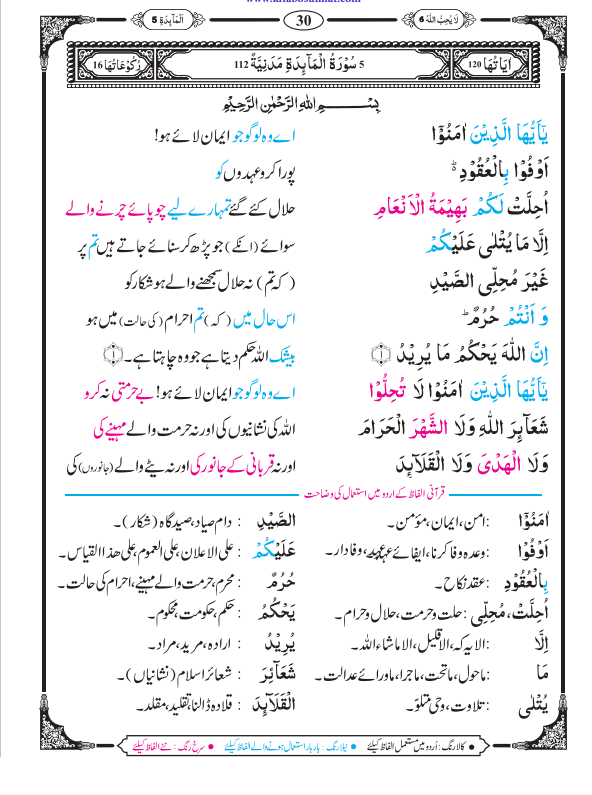 www.kitabosunnat.com
لَا يُحِبُّ اللّٰهُ 6
30
اَلْمَآئِدَة 5
اٰيَاتُهَا 120
5 سُوْرَةُ الْمَآئِدَةِ مَدَنِيَّةٌ 112
رُكُوْعَاتُهَا 16
بِسْمِ اللّٰهِ الرَّحْمٰنِ الرَّحِيْمِ
يٰٓاَيُّهَا الَّذِيْنَ اٰمَنُوْٓا اے وہ لوگو جو ایمان لائے ہو!
اَوْفُوْا بِالْعُقُوْدِ ؕ پورا کرو عہدوں کو
اُحِلَّتْ لَكُمْ بَهِيْمَةُ الْاَنْعَامِ حلال کئے گئے تمہارے لیے چوپائے چرنے والے
اِلَّا مَا يُتْلٰى عَلَيْكُمْ سوائے (انکے) جو پڑھ کر سنائے جاتے ہیں تم پر
غَيْرَ مُحِلِّى الصَّيْدِ (کہ تم) نہ حلال سمجھنے والے ہو شکار کو
وَ اَنْتُمْ حُرُمٌ ؕ اس حال میں (کہ) تم احرام (کی حالت) میں ہو
اِنَّ اللّٰهَ يَحْكُمُ مَا يُرِيْدُ ﴿۱﴾ بیشک اللہ حکم دیتا ہے جو وہ چاہتا ہے۔ ﴿۱﴾
يٰٓاَيُّهَا الَّذِيْنَ اٰمَنُوْا لَا تُحِلُّوْا اے وہ لوگو جو ایمان لائے ہو! بے حرمتی نہ کرو
شَعَآئِرَ اللّٰهِ وَلَا الشَّهْرَ الْحَرَامَ اللہ کی نشانیوں کی اور نہ حرمت والے مہینے کی
وَلَا الْهَدْىَ وَلَا الْقَلَآئِدَ اور نہ قربانی کے جانور کی اور نہ پٹے والے (جانوروں) کی
قرآنی الفاظ کے اردو میں استعمال کی وضاحت
اٰمَنُوْٓا : امن، ایمان، مؤمن۔ الصَّيْدِ : دام صیاد، صید گاہ (شکار)۔
اَوْفُوْا : وعدہ وفا کرنا، ایفائے عہد، وفادار۔ عَلَيْكُمْ : علی الاعلان، علی العموم، علی ھذا القیاس۔
بِالْعُقُوْدِ : عقد نکاح۔ حُرُمٌ : محرم، حرمت والے مہینے، احرام کی حالت۔
اُحِلَّتْ، مُحِلِّى : حلت و حرمت، حلال و حرام۔ يَحْكُمُ : حکم، حکومت، محکوم۔
اِلَّا : الا یہ کہ، الا قلیل، الا ماشاء اللہ۔ يُرِيْدُ : ارادہ، مرید، مراد۔
مَا : ماحول، ماتحت، ماجرا، ماورائے عدالت۔ شَعَآئِرَ : شعائر اسلام (نشانیاں)۔
يُتْلٰى : تلاوت، وحی متلوّ۔ الْقَلَآئِدَ : قلادہ ڈالنا، تقلید، مقلد۔
• کالا رنگ : اُردو میں مستعمل الفاظ کیلئے • نیلا رنگ : بار بار استعمال ہونے والے الفاظ کیلئے • سرخ رنگ : نئے الفاظ کیلئے